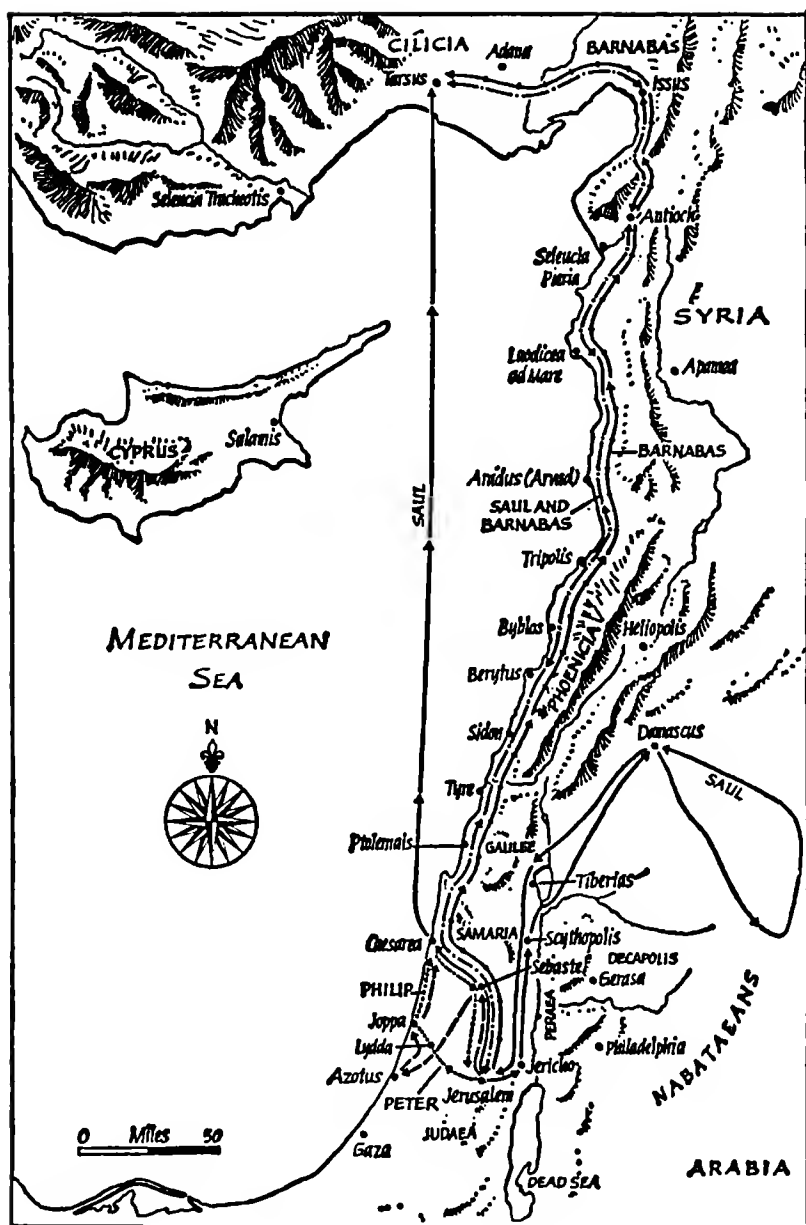 CILICIA
Adana
BARNABAS
Tarsus
Issus
Seleucia Tracheotis
Antioch
Seleucia
Pieria
SYRIA
Laodicea
ad Mare
Apamea
CYPRUS
Salamis
BARNABAS
Aradus (Arvad)
SAUL AND
BARNABAS
SAUL
Tripolis
Byblos
PHOENICIA
Heliopolis
MEDITERRANEAN
SEA
Berytus
Sidon
Damascus
N
Tyre
SAUL
Ptolemais
GALILEE
Tiberias
Caesarea
SAMARIA
Scythopolis
Sebaste
DECAPOLIS
Gerasa
PHILIP
Joppa
PERAEA
Lydda
Philadelphia
Azotus
Jericho
NABATAEANS
PETER
Jerusalem
0 Miles 50
JUDAEA
Gaza
DEAD SEA
ARABIA